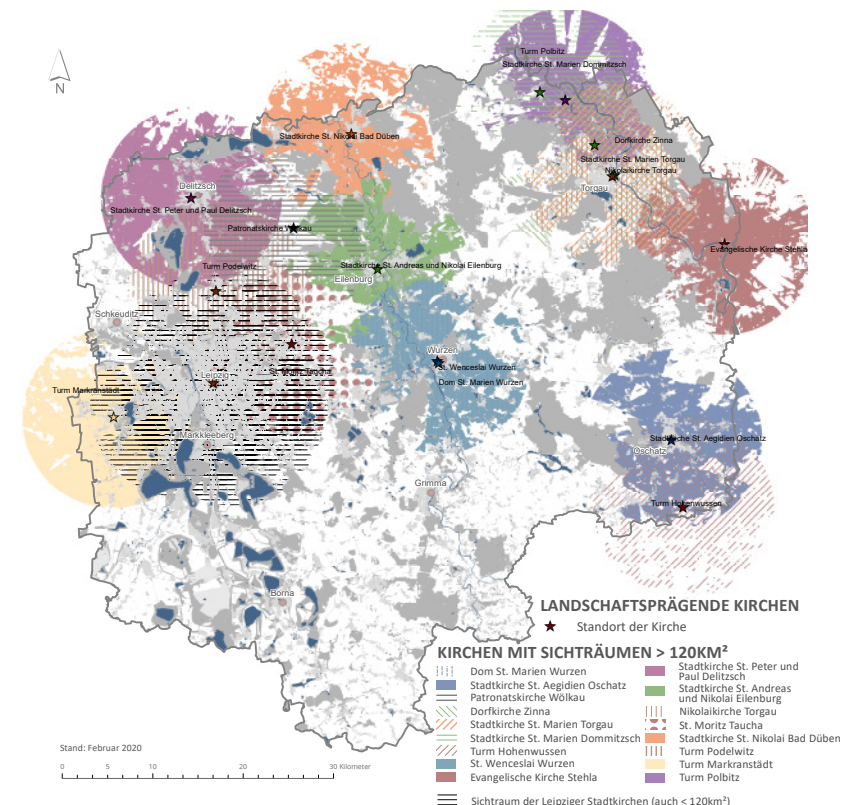 N
Turm Polbitz
Stadtkirche St. Marien Dommitzsch
Stadtkirche St. Nikolai Bad Düben
Dorfkirche Zinna
Stadtkirche St. Marien Torgau
Nikolaikirche Torgau
Torgau
Delitzsch
Stadtkirche St. Peter und Paul Delitzsch
Patronatskirche Wölkau
Evangelische Kirche Stehla
Turm Podelwitz
Stadtkirche St. Andreas und Nikolai Eilenburg
Eilenburg
Schkeuditz
Wurzen
St. Wenceslai Wurzen
Leipzig
St. Moritz Taucha
Dom St. Marien Wurzen
Turm Markranstädt
Markkleeberg
Stadtkirche St. Aegidien Oschatz
Oschatz
Grimma
Turm Hohenwussen
Borna
LANDSCHAFTSPRÄGENDE KIRCHEN
Standort der Kirche
KIRCHEN MIT SICHTRÄUMEN > 120KM²
Dom St. Marien Wurzen
Stadtkirche St. Aegidien Oschatz
Patronatskirche Wölkau
Dorfkirche Zinna
Stadtkirche St. Marien Torgau
Stadtkirche St. Marien Dommitzsch
Turm Hohenwussen
St. Wenceslai Wurzen
Evangelische Kirche Stehla
Stadtkirche St. Peter und
Paul Delitzsch
Stadtkirche St. Andreas
und Nikolai Eilenburg
Nikolaikirche Torgau
St. Moritz Taucha
Stadtkirche St. Nikolai Bad Düben
Turm Podelwitz
Turm Markranstädt
Turm Polbitz
Sichtraum der Leipziger Stadtkirchen (auch < 120km²)
Stand: Februar 2020
0 5 10 20 30 Kilometer